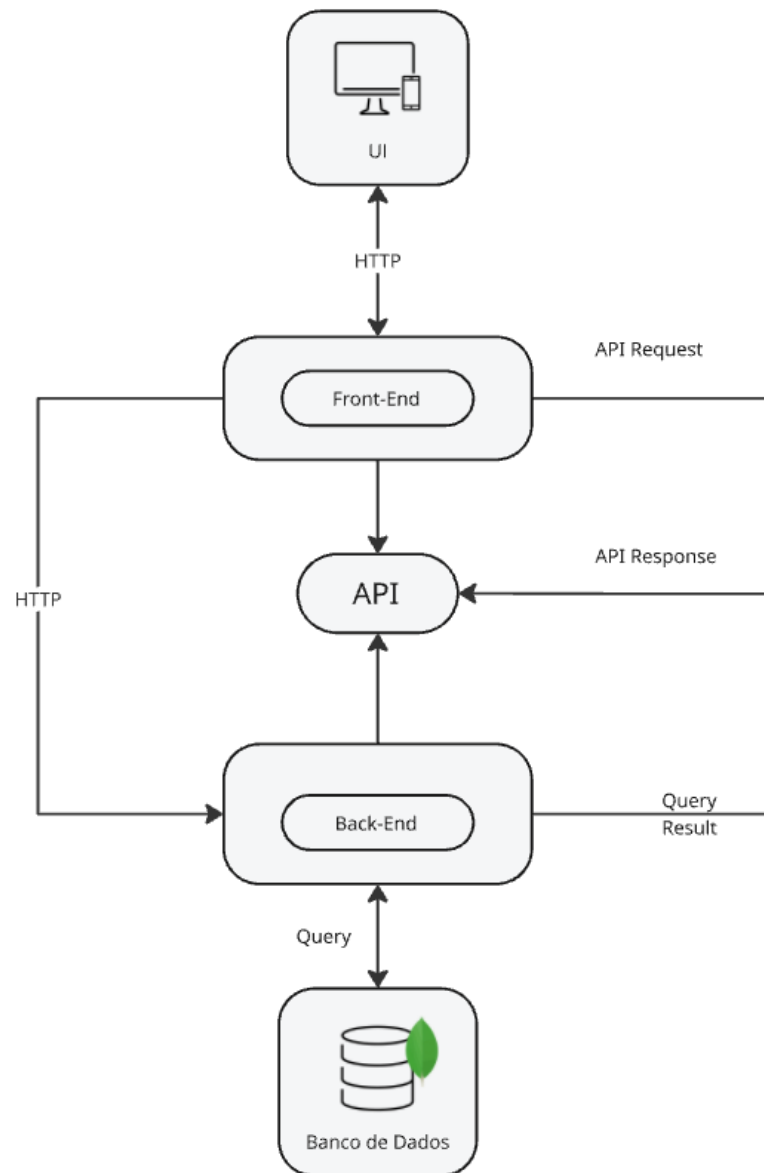 UI
HTTP
API Request
Front-End
API Response
API
HTTP
Query
Result
Back-End
Query
Banco de Dados